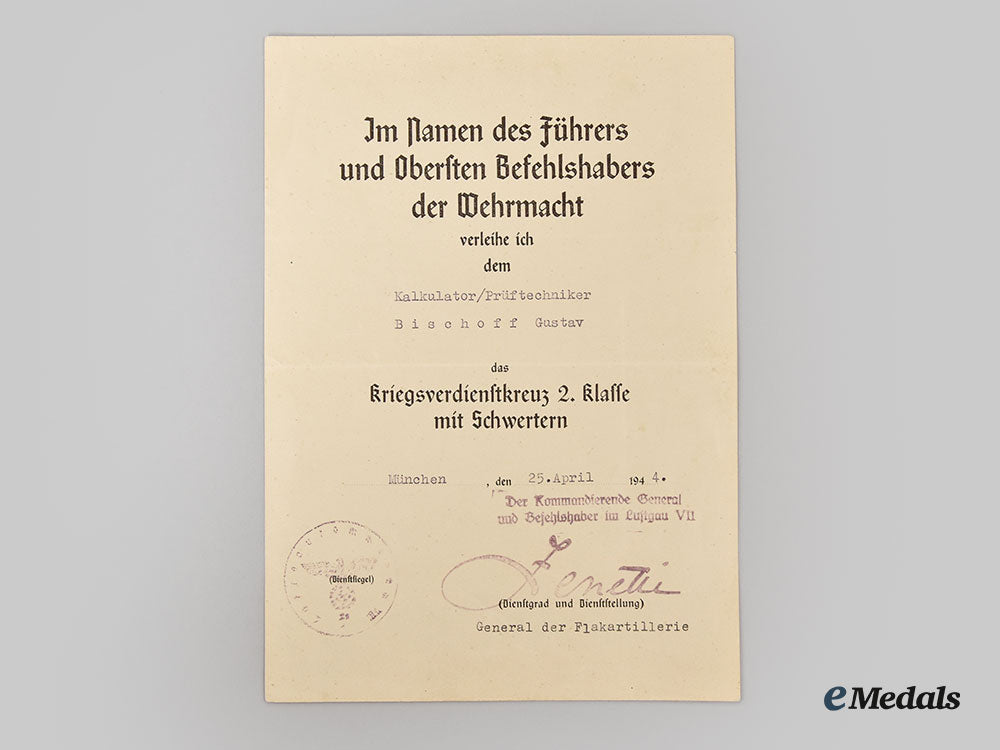 Im Namen des Führers
und Obersten Befehlshabers
der Wehrmacht
verleihe ich
dem
Kalkulator/Prüftechniker
Bischoff Gustav
das
Kriegsverdienstkreuz 2. Klasse
mit Schwertern
München, den 25. April 1944.
Der Kommandierende General
und Befehlshaber im Luftgau VII
Zenetti
(Dienstsiegel)
(Dienstgrad und Dienststellung)
General der Flakartillerie
eMedals